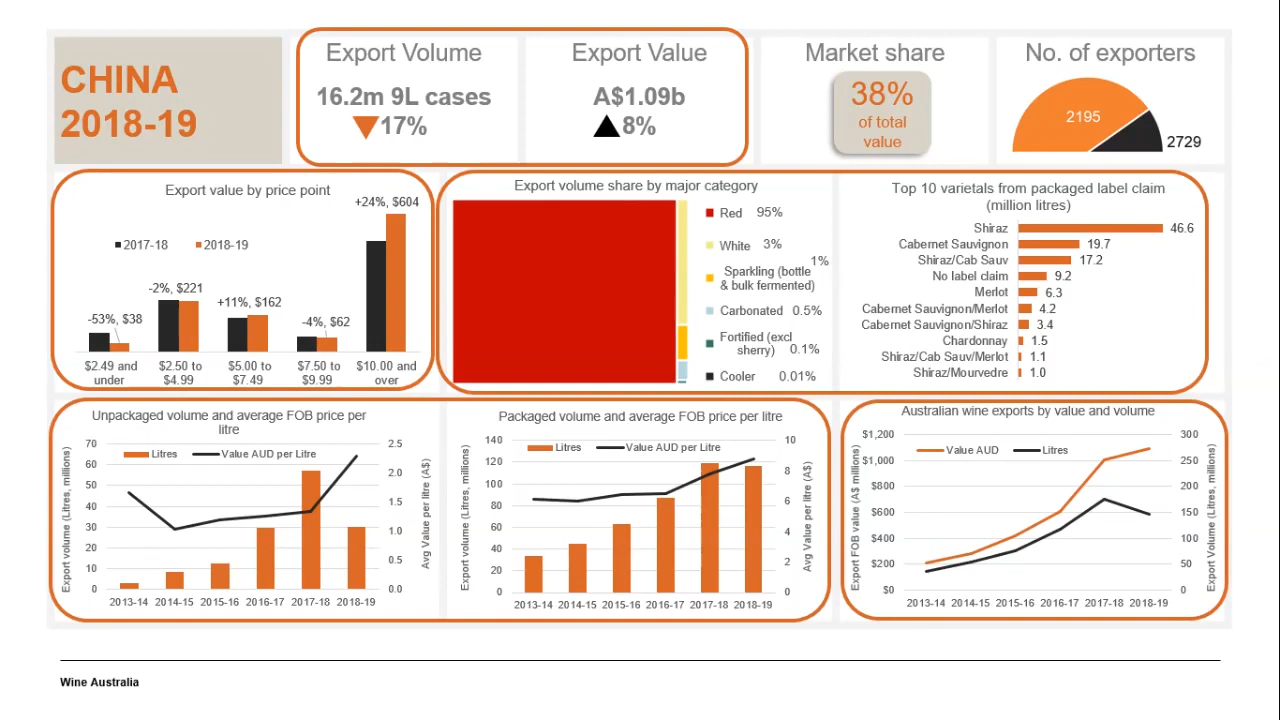 CHINA
2018-19
Export Volume
16.2m 9L cases
17%
Export Value
A$1.09b
8%
Market share
38%
of total
value
No. of exporters
2195
2729
Export value by price point
2017-18
2018-19
-53%, $38
-2%, $221
+11%, $162
-4%, $62
+24%, $604
$2.49 and
under
$2.50 to
$4.99
$5.00 to
$7.49
$7.50 to
$9.99
$10.00 and
over
Export volume share by major category
Red 95%
White 3%
Sparkling (bottle
& bulk fermented)
1%
Carbonated 0.5%
Fortified (excl
sherry)
0.1%
Cooler 0.01%
Top 10 varietals from packaged label claim
(million litres)
Shiraz 46.6
Cabernet Sauvignon 19.7
Shiraz/Cab Sauv 17.2
No label claim 9.2
Merlot 6.3
Cabernet Sauvignon/Merlot 4.2
Cabernet Sauvignon/Shiraz 3.4
Chardonnay 1.5
Shiraz/Cab Sauv/Merlot 1.1
Shiraz/Mourvedre 1.0
Unpackaged volume and average FOB price per
litre
Export volume (Litres, millions)
70
60
50
40
30
20
10
0
Litres
Value AUD per Litre
2.5
2.0
1.5
1.0
0.5
0.0
Avg Value per litre (A$)
2013-14 2014-15 2015-16 2016-17 2017-18 2018-19
Packaged volume and average FOB price per litre
Export volume (Litres, millions)
140
120
100
80
60
40
20
0
Litres
Value AUD per Litre
10
8
6
4
2
0
Avg Value per litre (A$)
2013-14 2014-15 2015-16 2016-17 2017-18 2018-19
Australian wine exports by value and volume
Export FOB value (A$ millions)
$1,200
$1,000
$800
$600
$400
$200
$0
Value AUD
Litres
300
250
200
150
100
50
0
Export Volume (Litres, millions)
2013-14 2014-15 2015-16 2016-17 2017-18 2018-19
Wine Australia